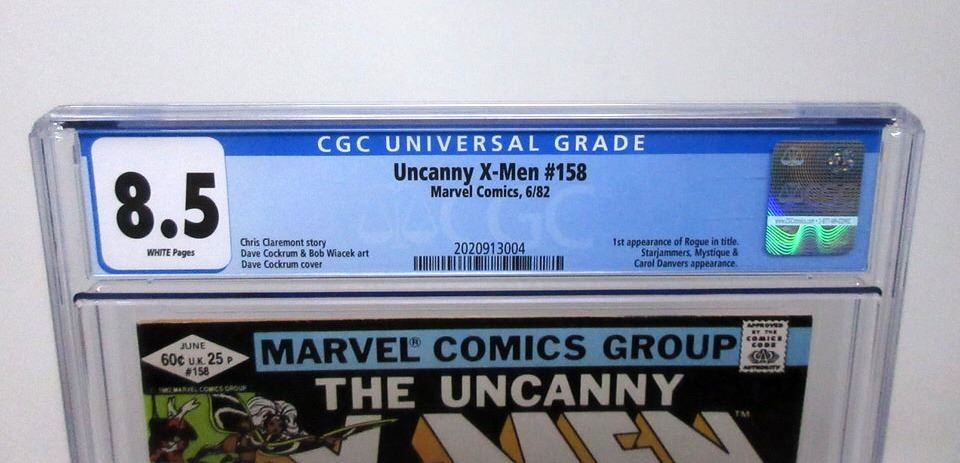 CGC UNIVERSAL GRADE
8.5
WHITE Pages
Uncanny X-Men #158
Marvel Comics, 6/82
Chris Claremont story
Dave Cockrum & Bob Wiacek art
Dave Cockrum cover
2020913004
1st appearance of Rogue in title.
Starjammers, Mystique &
Carol Danvers appearance.
CGC
JUNE
60¢ U.K. 25 P
#158
MARVEL® COMICS GROUP
APPROVED
BY THE
COMICS
CODE
AUTHORITY
THE UNCANNY
X-MEN™